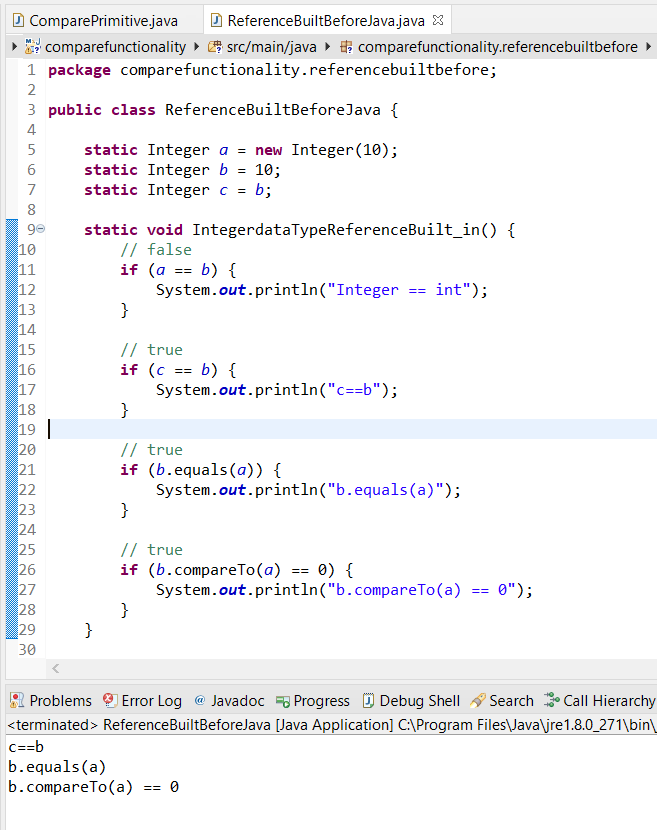 ComparePrimitive.java ReferenceBuiltBeforeJava.java
comparefunctionality src/main/java comparefunctionality.referencebuiltbefore
1 package comparefunctionality.referencebuiltbefore;
2
3 public class ReferenceBuiltBeforeJava {
4
5 static Integer a = new Integer(10);
6 static Integer b = 10;
7 static Integer c = b;
8
9 static void IntegerdataTypeReferenceBuilt_in() {
10 // false
11 if (a == b) {
12 System.out.println("Integer == int");
13 }
14
15 // true
16 if (c == b) {
17 System.out.println("c==b");
18 }
19
20 // true
21 if (b.equals(a)) {
22 System.out.println("b.equals(a)");
23 }
24
25 // true
26 if (b.compareTo(a) == 0) {
27 System.out.println("b.compareTo(a) == 0");
28 }
29 }
30
Problems Error Log Javadoc Progress Debug Shell Search Call Hierarchy
<terminated> ReferenceBuiltBeforeJava [Java Application] C:\Program Files\Java\jre1.8.0_271\bin\
c==b
b.equals(a)
b.compareTo(a) == 0